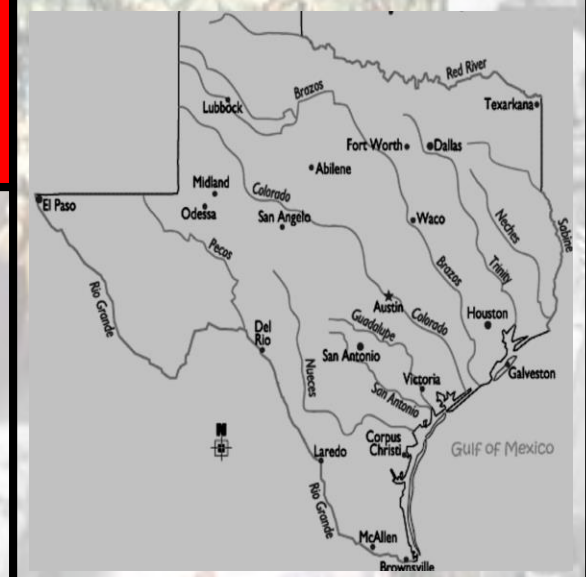 Red River
Brazos
Texarkana
Lubbock
Fort Worth
Dallas
Abilene
Midland
Colorado
El Paso
Odessa
San Angelo
Waco
Neches
Sabine
Pecos
Brazos
Trinity
Rio Grande
Austin
Houston
Guadalupe
Colorado
Del
Rio
San Antonio
Nueces
Victoria
Galveston
San Antonio
N
Corpus
Christi
Gulf of Mexico
Laredo
Rio Grande
McAllen
Brownsville